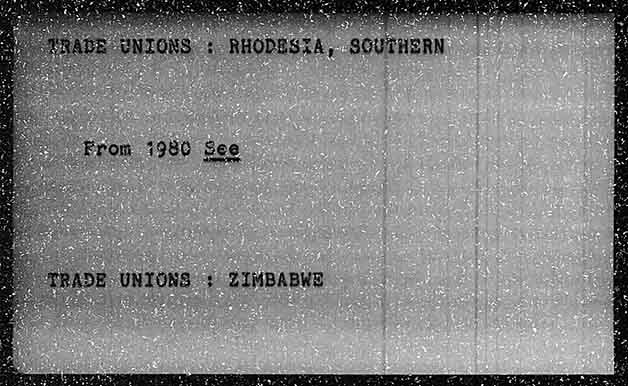 TRADE UNIONS : RHODESIA, SOUTHERN
From 1980 See
TRADE UNIONS : ZIMBABWE